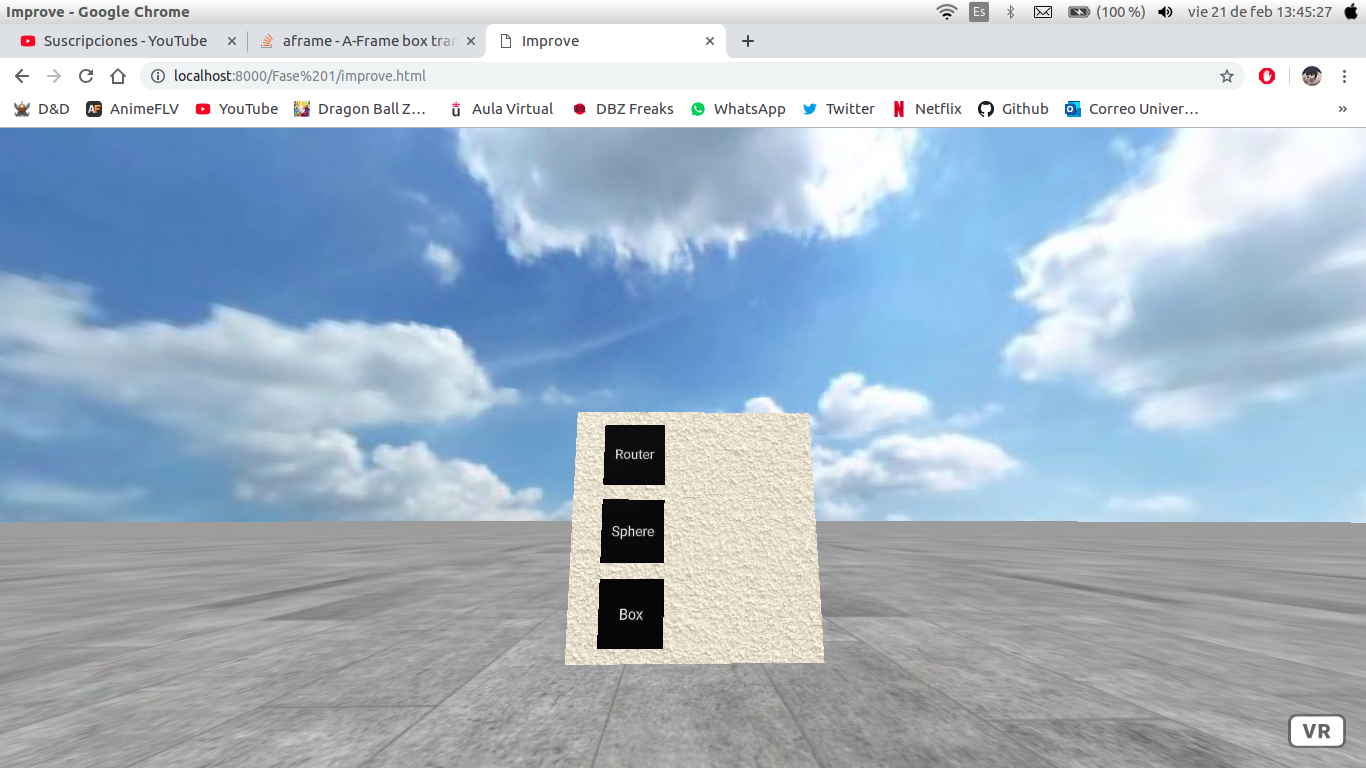 Improve - Google Chrome
Es
(100 %)
vie 21 de feb 13:45:27
Suscripciones - YouTube
aframe - A-Frame box tran
Improve
localhost:8000/Fase%201/improve.html
D&D
AnimeFLV
YouTube
Dragon Ball Z…
Aula Virtual
DBZ Freaks
WhatsApp
Twitter
Netflix
Github
Correo Univer…
»
Router
Sphere
Box
VR